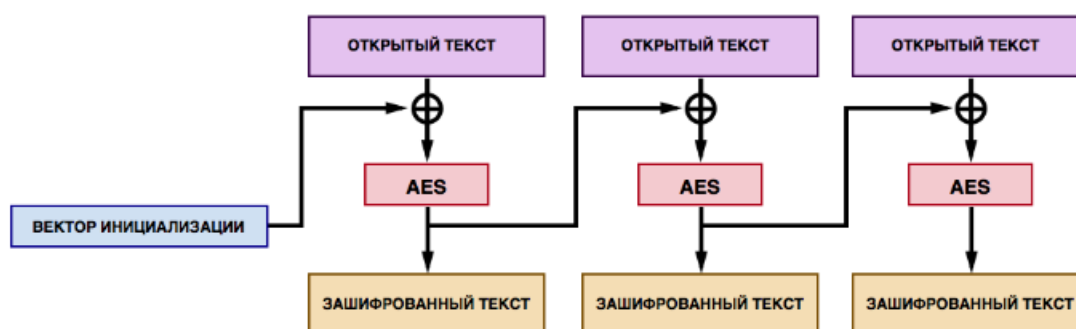 ОТКРЫТЫЙ ТЕКСТ
ОТКРЫТЫЙ ТЕКСТ
ОТКРЫТЫЙ ТЕКСТ
AES
AES
AES
ВЕКТОР ИНИЦИАЛИЗАЦИИ
ЗАШИФРОВАННЫЙ ТЕКСТ
ЗАШИФРОВАННЫЙ ТЕКСТ
ЗАШИФРОВАННЫЙ ТЕКСТ